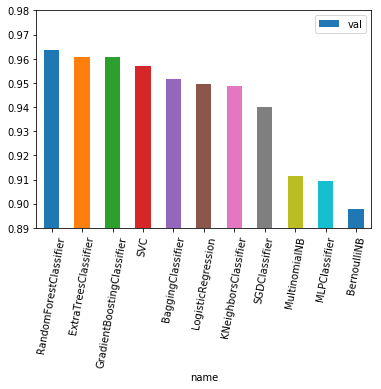 0.98
0.97
0.96
0.95
0.94
0.93
0.92
0.91
0.90
0.89
val
RandomForestClassifier
ExtraTreesClassifier
GradientBoostingClassifier
SVC
BaggingClassifier
LogisticRegression
KNeighborsClassifier
SGDClassifier
MultinomialNB
MLPClassifier
BernoulliNB
name